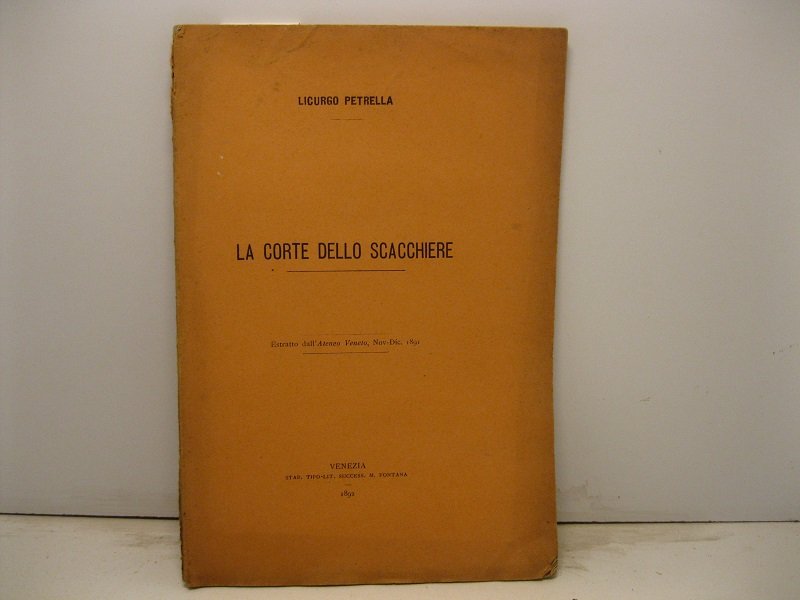 LICURGO PETRELLA
LA CORTE DELLO SCACCHIERE
Estratto dall'Ateneo Veneto, Nov-Dic. 1891
VENEZIA
STAB. TIPO-LIT. SUCCESS. M. FONTANA
1892